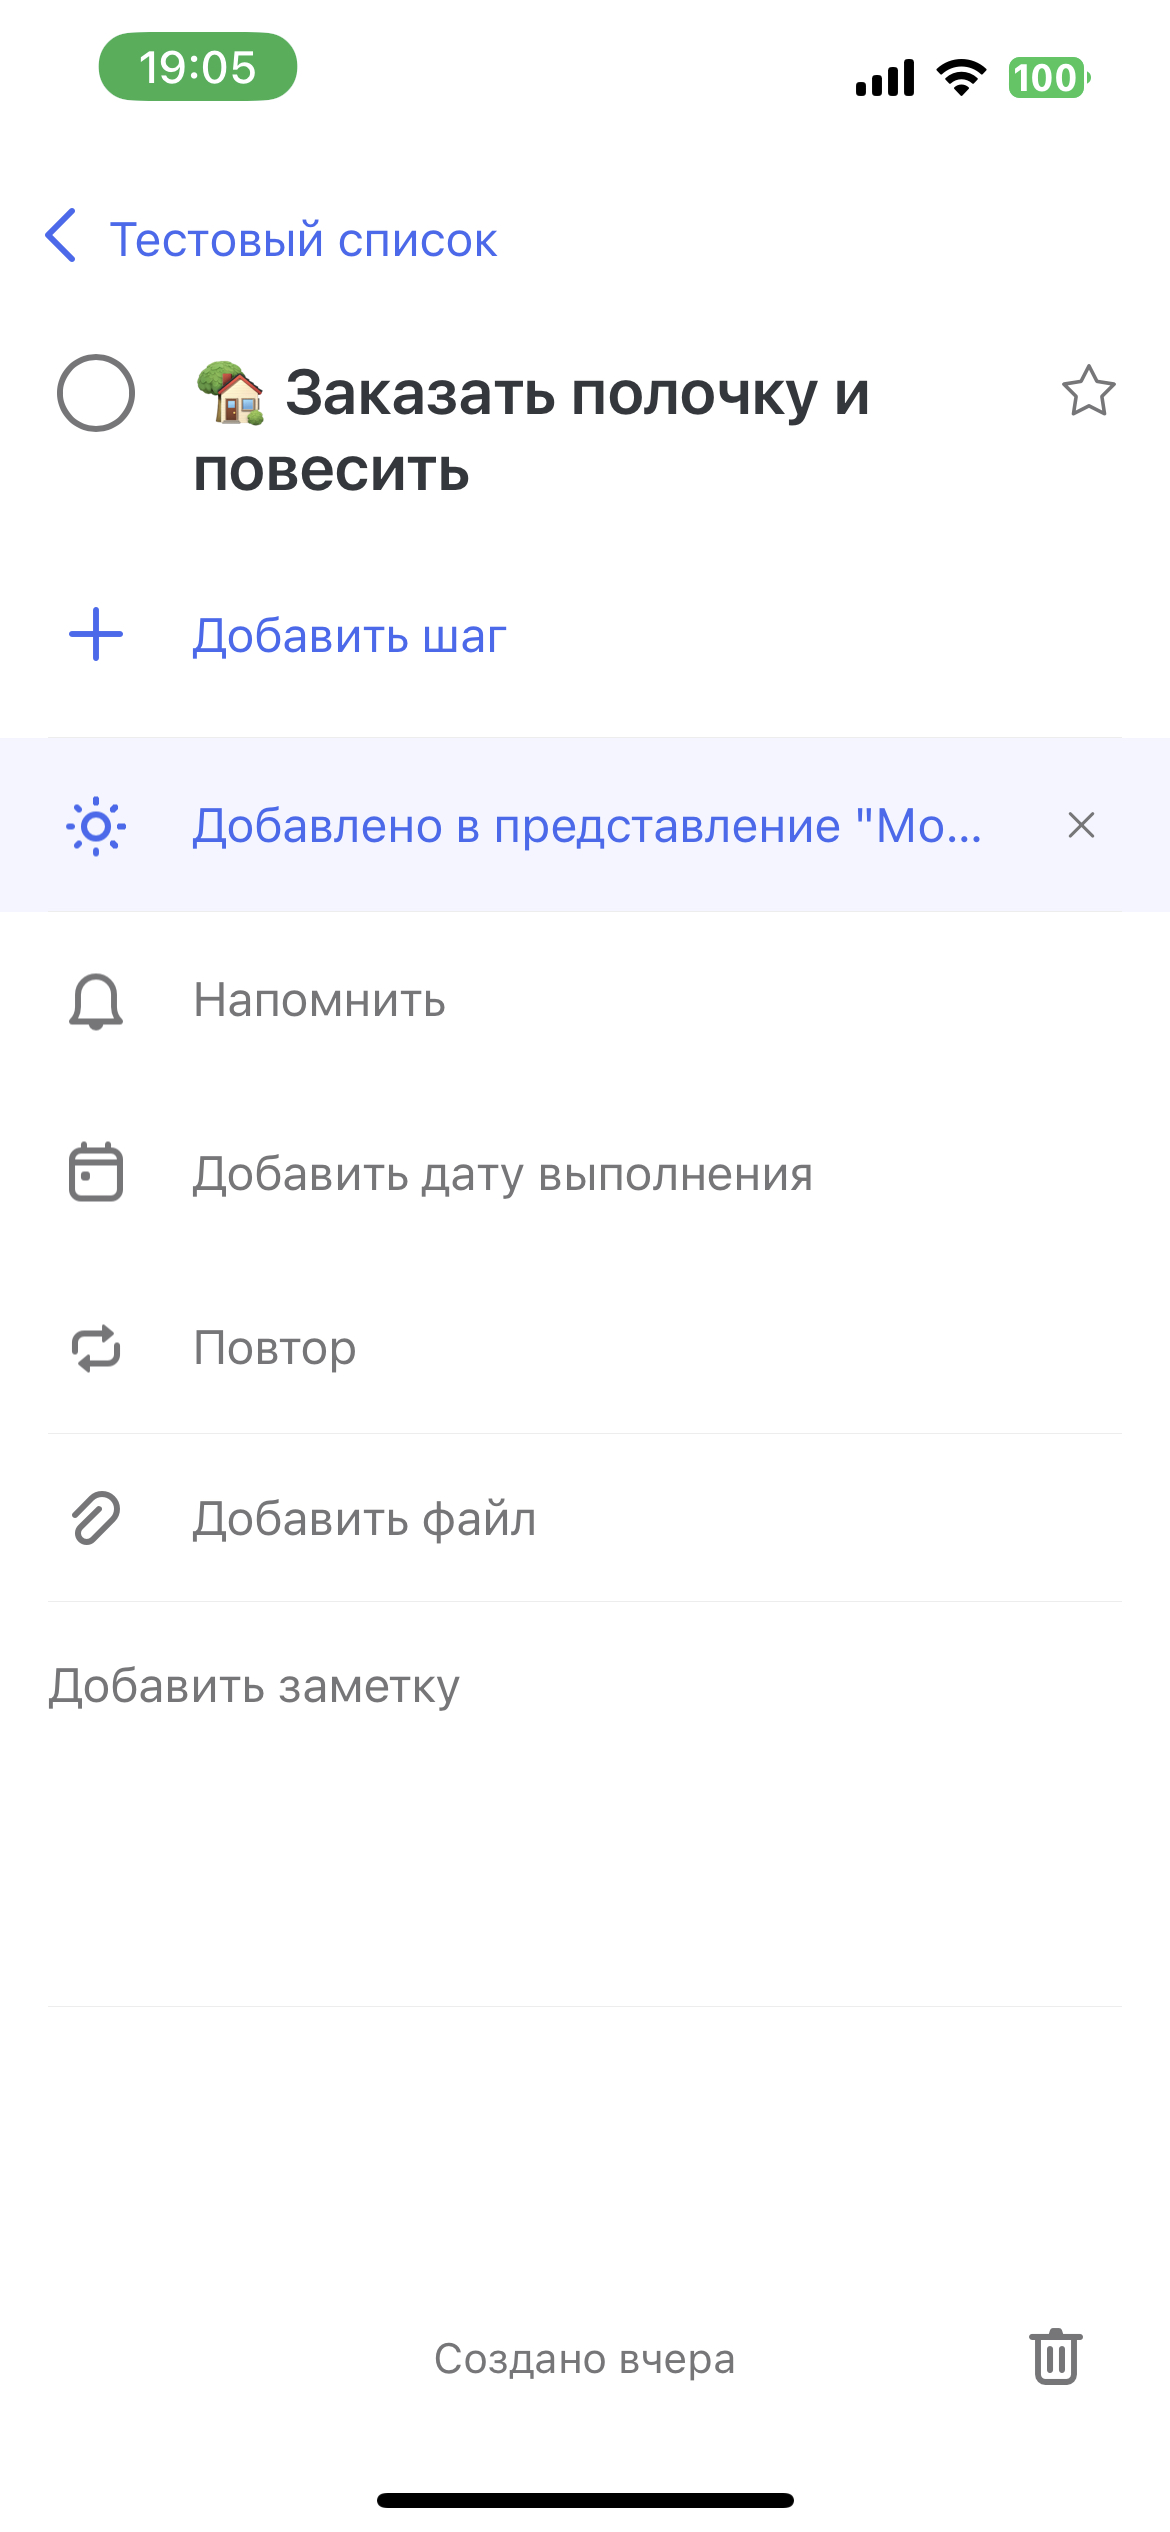 19:05
100
Тестовый список
🏡 Заказать полочку и
повесить
Добавить шаг
Добавлено в представление "Мо...
Напомнить
Добавить дату выполнения
Повтор
Добавить файл
Добавить заметку
Создано вчера